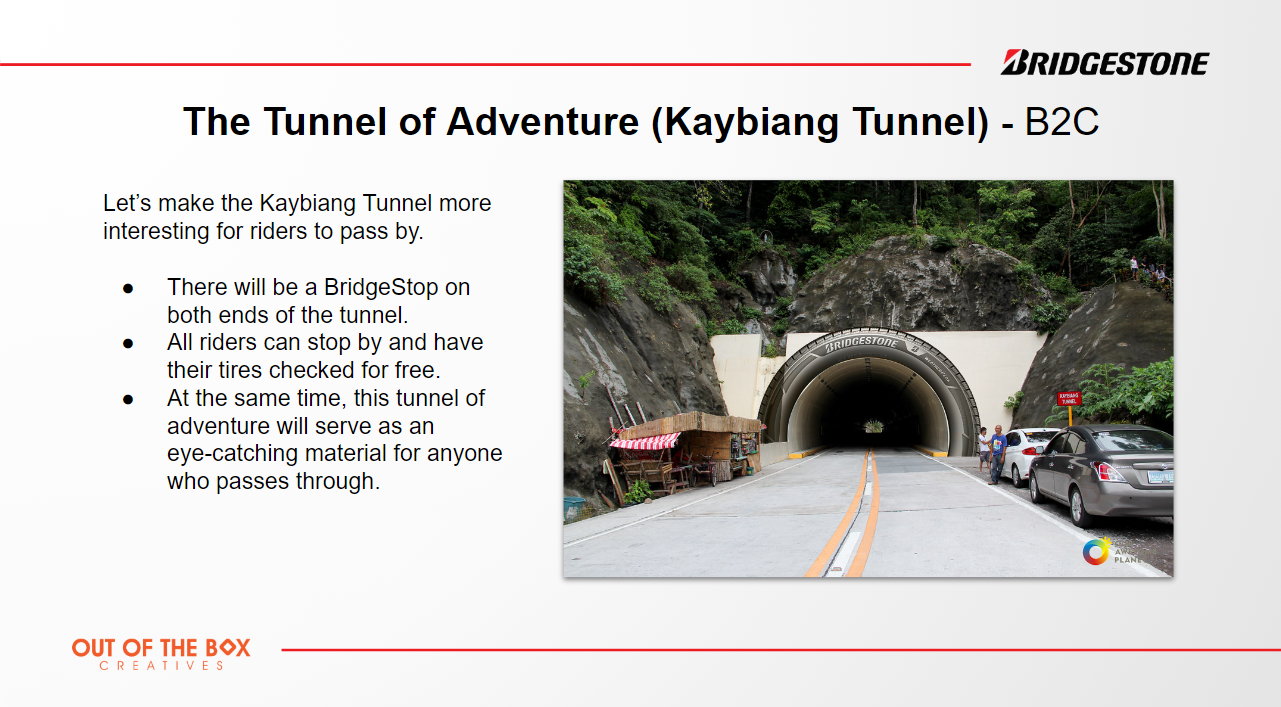 BRIDGESTONE
The Tunnel of Adventure (Kaybiang Tunnel) - B2C
Let’s make the Kaybiang Tunnel more
interesting for riders to pass by.
● There will be a BridgeStop on
both ends of the tunnel.
● All riders can stop by and have
their tires checked for free.
● At the same time, this tunnel of
adventure will serve as an
eye-catching material for anyone
who passes through.
BRIDGESTONE
KAYBIANG
TUNNEL
OUT OF THE BOX
CREATIVES